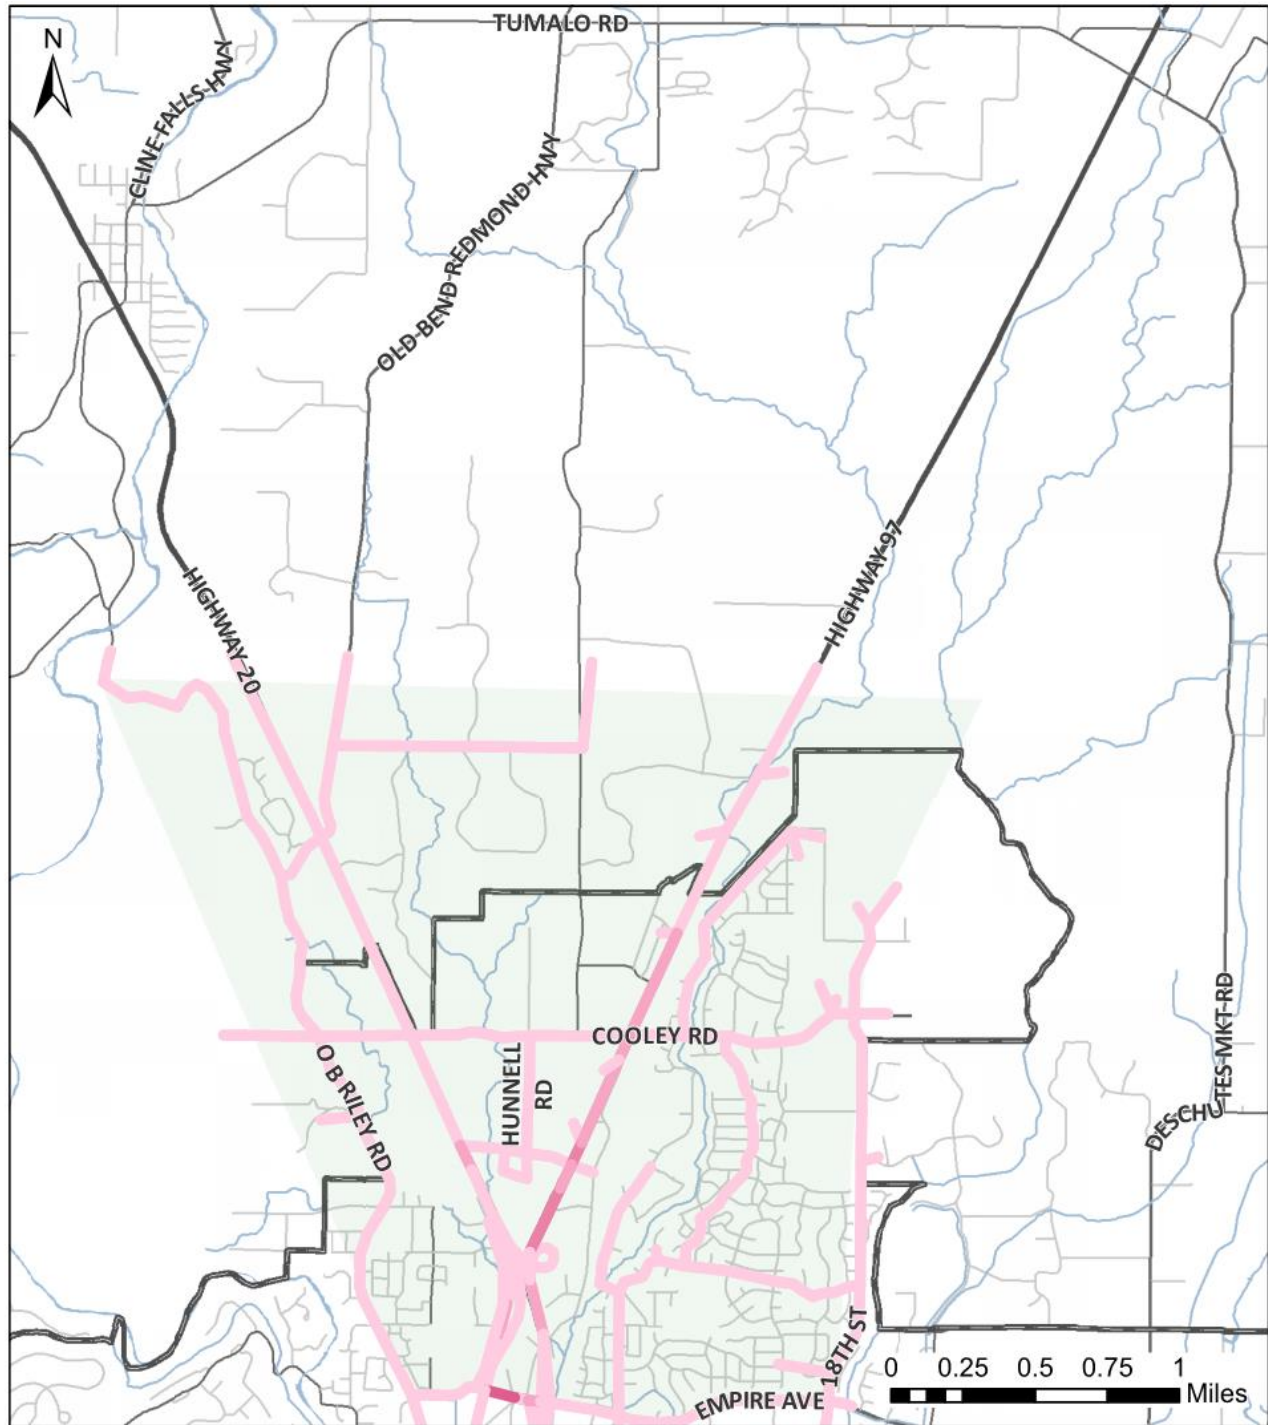 TUMALO RD
N
CLINE FALLS HWY
OLD BEND REDMOND HWY
HIGHWAY 97
HIGHWAY 20
COOLEY RD
HUNNELL
RD
O B RILEY RD
DESCHUTES MKT RD
18TH ST
EMPIRE AVE
0 0.25 0.5 0.75 1
Miles